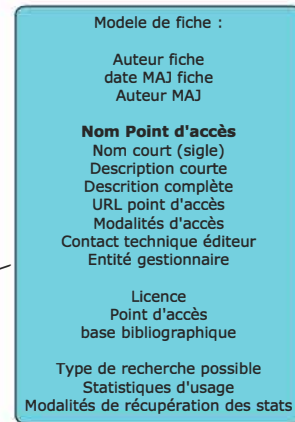 Modele de fiche :
Auteur fiche
date MAJ fiche
Auteur MAJ
Nom Point d'accès
Nom court (sigle)
Description courte
Descrition complète
URL point d'accès
Modalités d'accès
Contact technique éditeur
Entité gestionnaire
Licence
Point d'accès
base bibliographique
Type de recherche possible
Statistiques d'usage
Modalités de récupération des stats